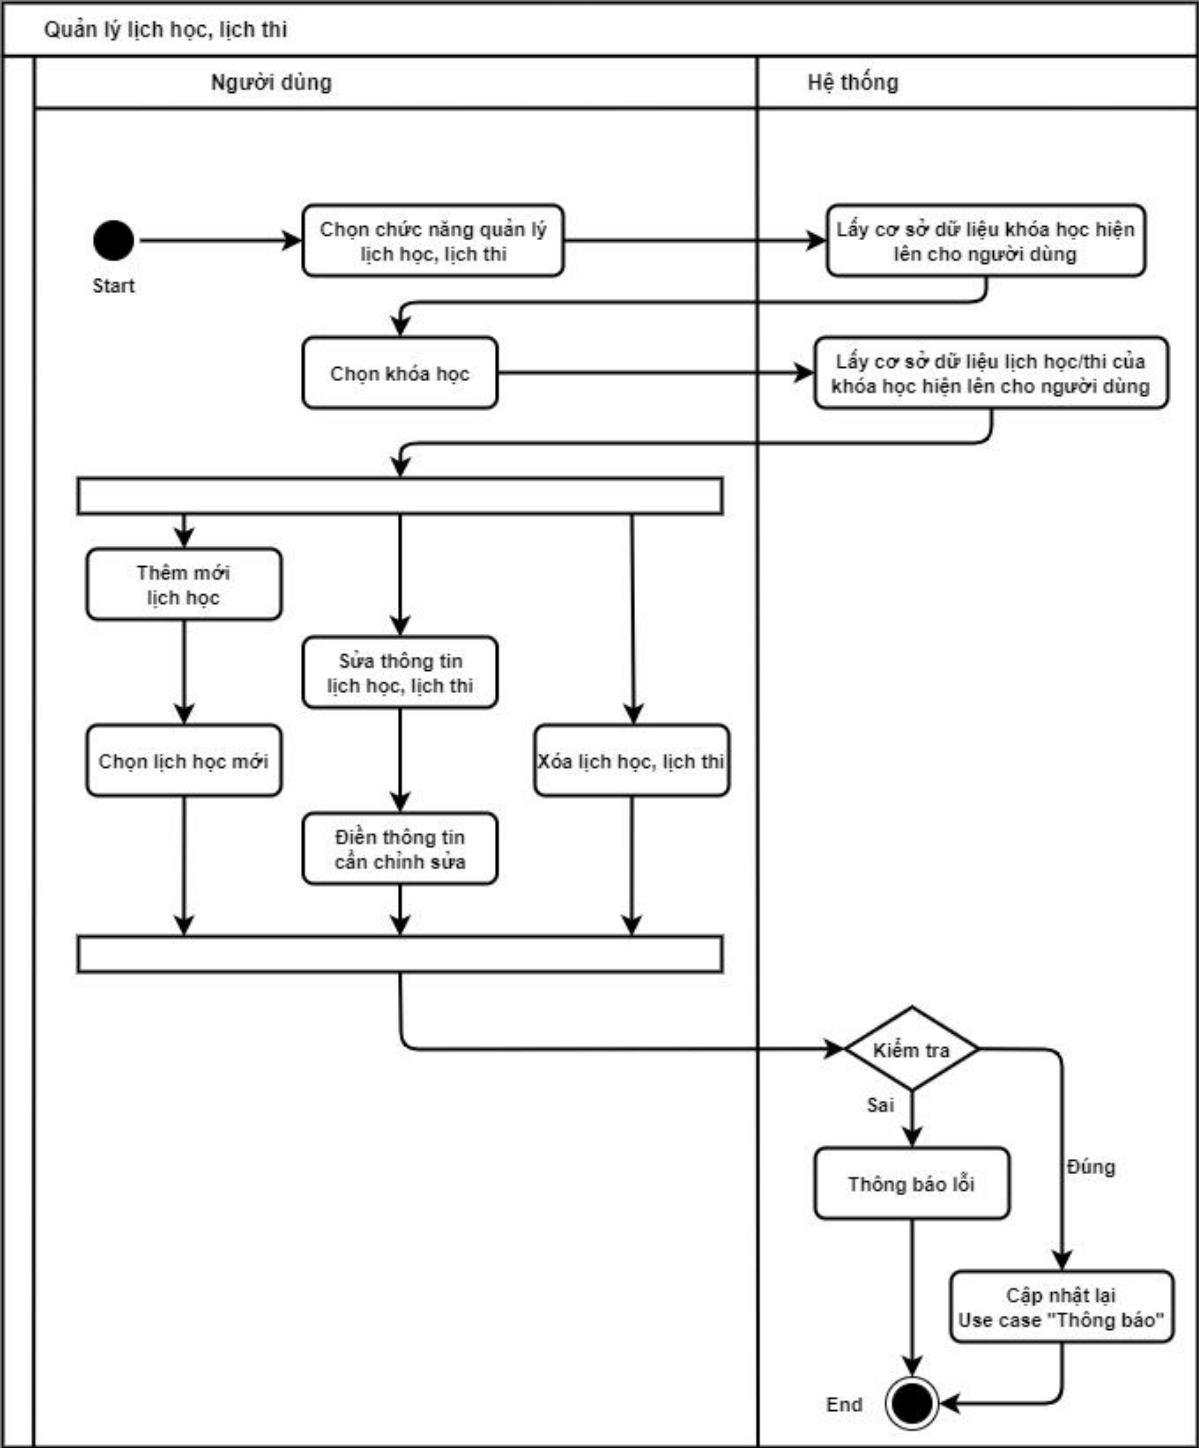 Quản lý lịch học, lịch thi
Người dùng
Hệ thống
Start
Chọn chức năng quản lý
lịch học, lịch thi
Lấy cơ sở dữ liệu khóa học hiện
lên cho người dùng
Chọn khóa học
Lấy cơ sở dữ liệu lịch học/thi của
khóa học hiện lên cho người dùng
Thêm mới
lịch học
Sửa thông tin
lịch học, lịch thi
Chọn lịch học mới
Xóa lịch học, lịch thi
Điền thông tin
cần chỉnh sửa
Kiểm tra
Sai
Đúng
Thông báo lỗi
Cập nhật lại
Use case "Thông báo"
End